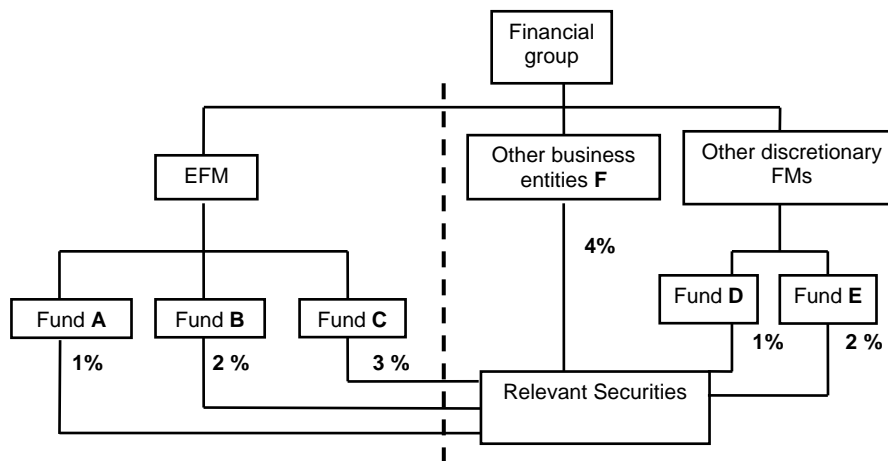 Financial
group
EFM
Other business
entities F
Other discretionary
FMs
4%
Fund A
Fund B
Fund C
Fund D
Fund E
1%
2 %
3 %
1%
2 %
Relevant Securities